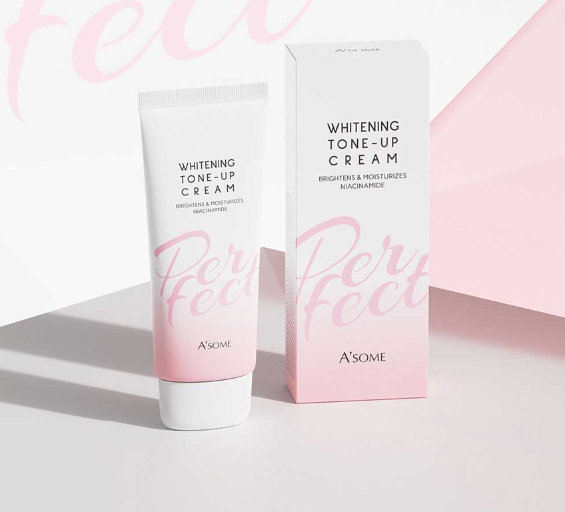 fect
A'SOME
WHITENING
TONE-UP
CREAM
BRIGHTENS & MOISTURIZES
NIACINAMIDE
Per
fect
A'SOME
WHITENING
TONE-UP
CREAM
BRIGHTENS & MOISTURIZES
NIACINAMIDE
Per
fect
A'SOME